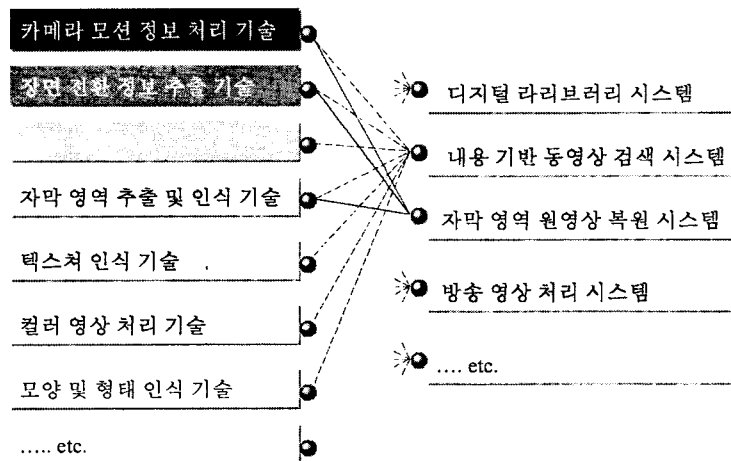 카메라 모션 정보 처리 기술
장면 전환 정보 추출 기술
자막 영역 추출 및 인식 기술
텍스쳐 인식 기술
컬러 영상 처리 기술
모양 및 형태 인식 기술
..... etc.
디지털 라리브러리 시스템
내용 기반 동영상 검색 시스템
자막 영역 원영상 복원 시스템
방송 영상 처리 시스템
.... etc.